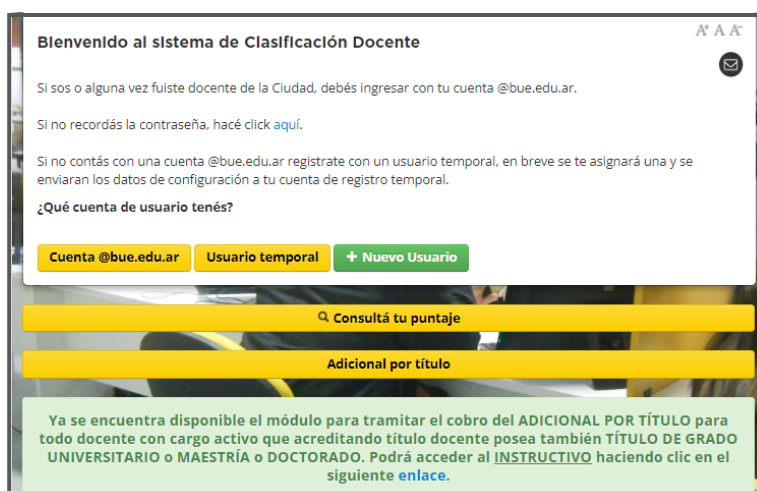 Bienvenido al sistema de Clasificación Docente
A⁺ A A⁻
Si sos o alguna vez fuiste docente de la Ciudad, debés ingresar con tu cuenta @bue.edu.ar.
Si no recordás la contraseña, hacé click aquí.
Si no contás con una cuenta @bue.edu.ar registrate con un usuario temporal, en breve se te asignará una y se
enviaran los datos de configuración a tu cuenta de registro temporal.
¿Qué cuenta de usuario tenés?
Cuenta @bue.edu.ar Usuario temporal + Nuevo Usuario
Consultá tu puntaje
Adicional por título
Ya se encuentra disponible el módulo para tramitar el cobro del ADICIONAL POR TÍTULO para
todo docente con cargo activo que acreditando título docente posea también TÍTULO DE GRADO
UNIVERSITARIO o MAESTRÍA o DOCTORADO. Podrá acceder al INSTRUCTIVO haciendo clic en el
siguiente enlace.